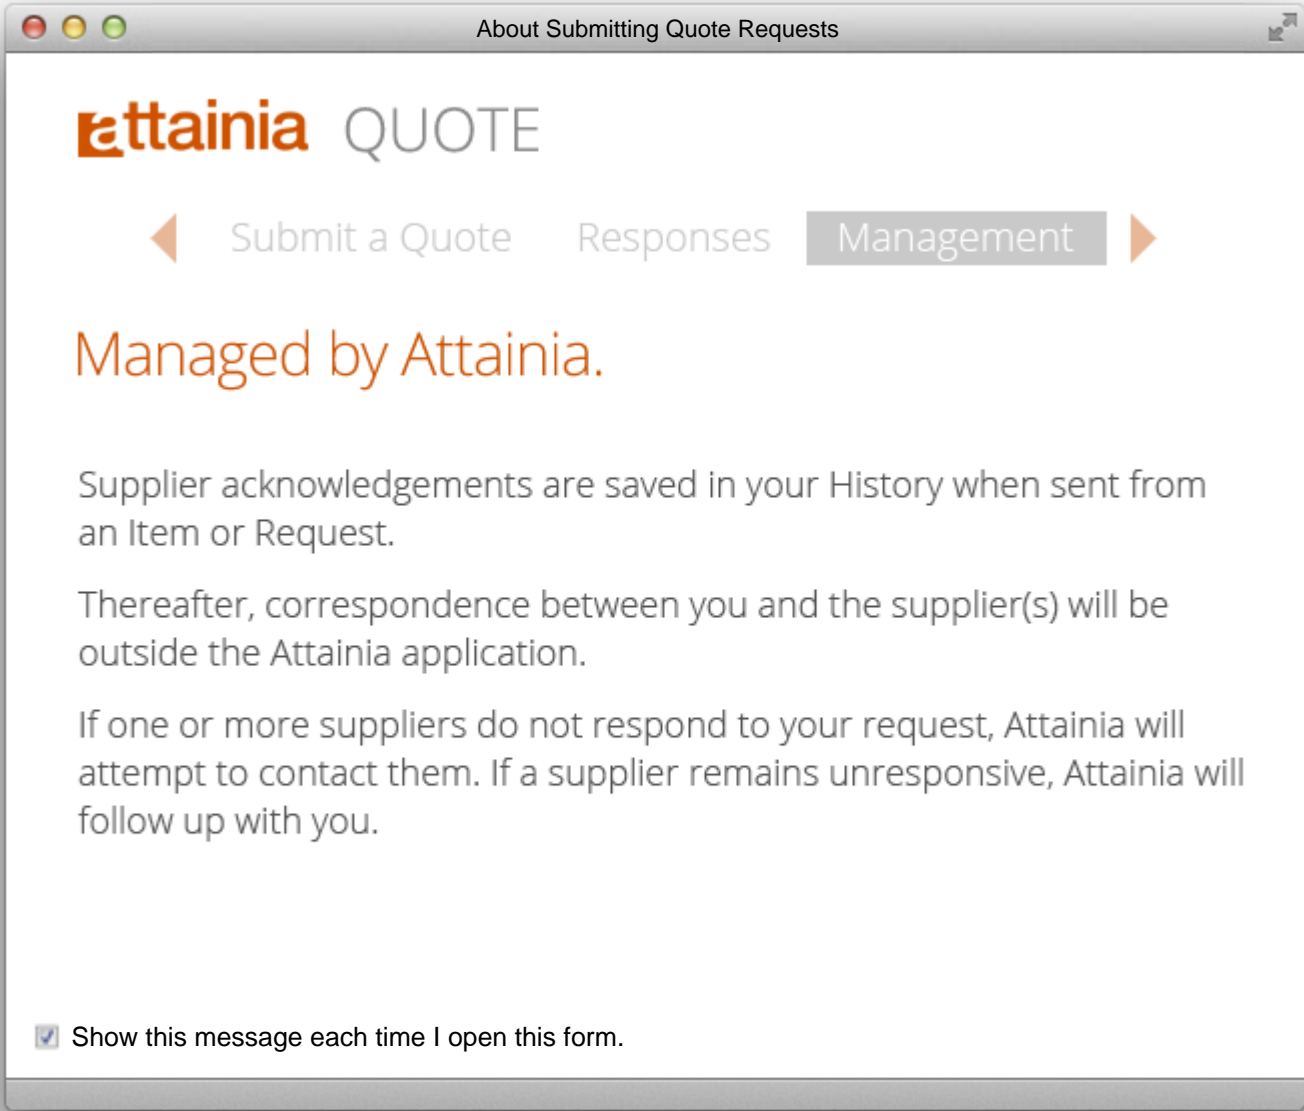 About Submitting Quote Requests
attainia QUOTE
Submit a Quote Responses Management
Managed by Attainia.
Supplier acknowledgements are saved in your History when sent from
an Item or Request.
Thereafter, correspondence between you and the supplier(s) will be
outside the Attainia application.
If one or more suppliers do not respond to your request, Attainia will
attempt to contact them. If a supplier remains unresponsive, Attainia will
follow up with you.
Show this message each time I open this form.